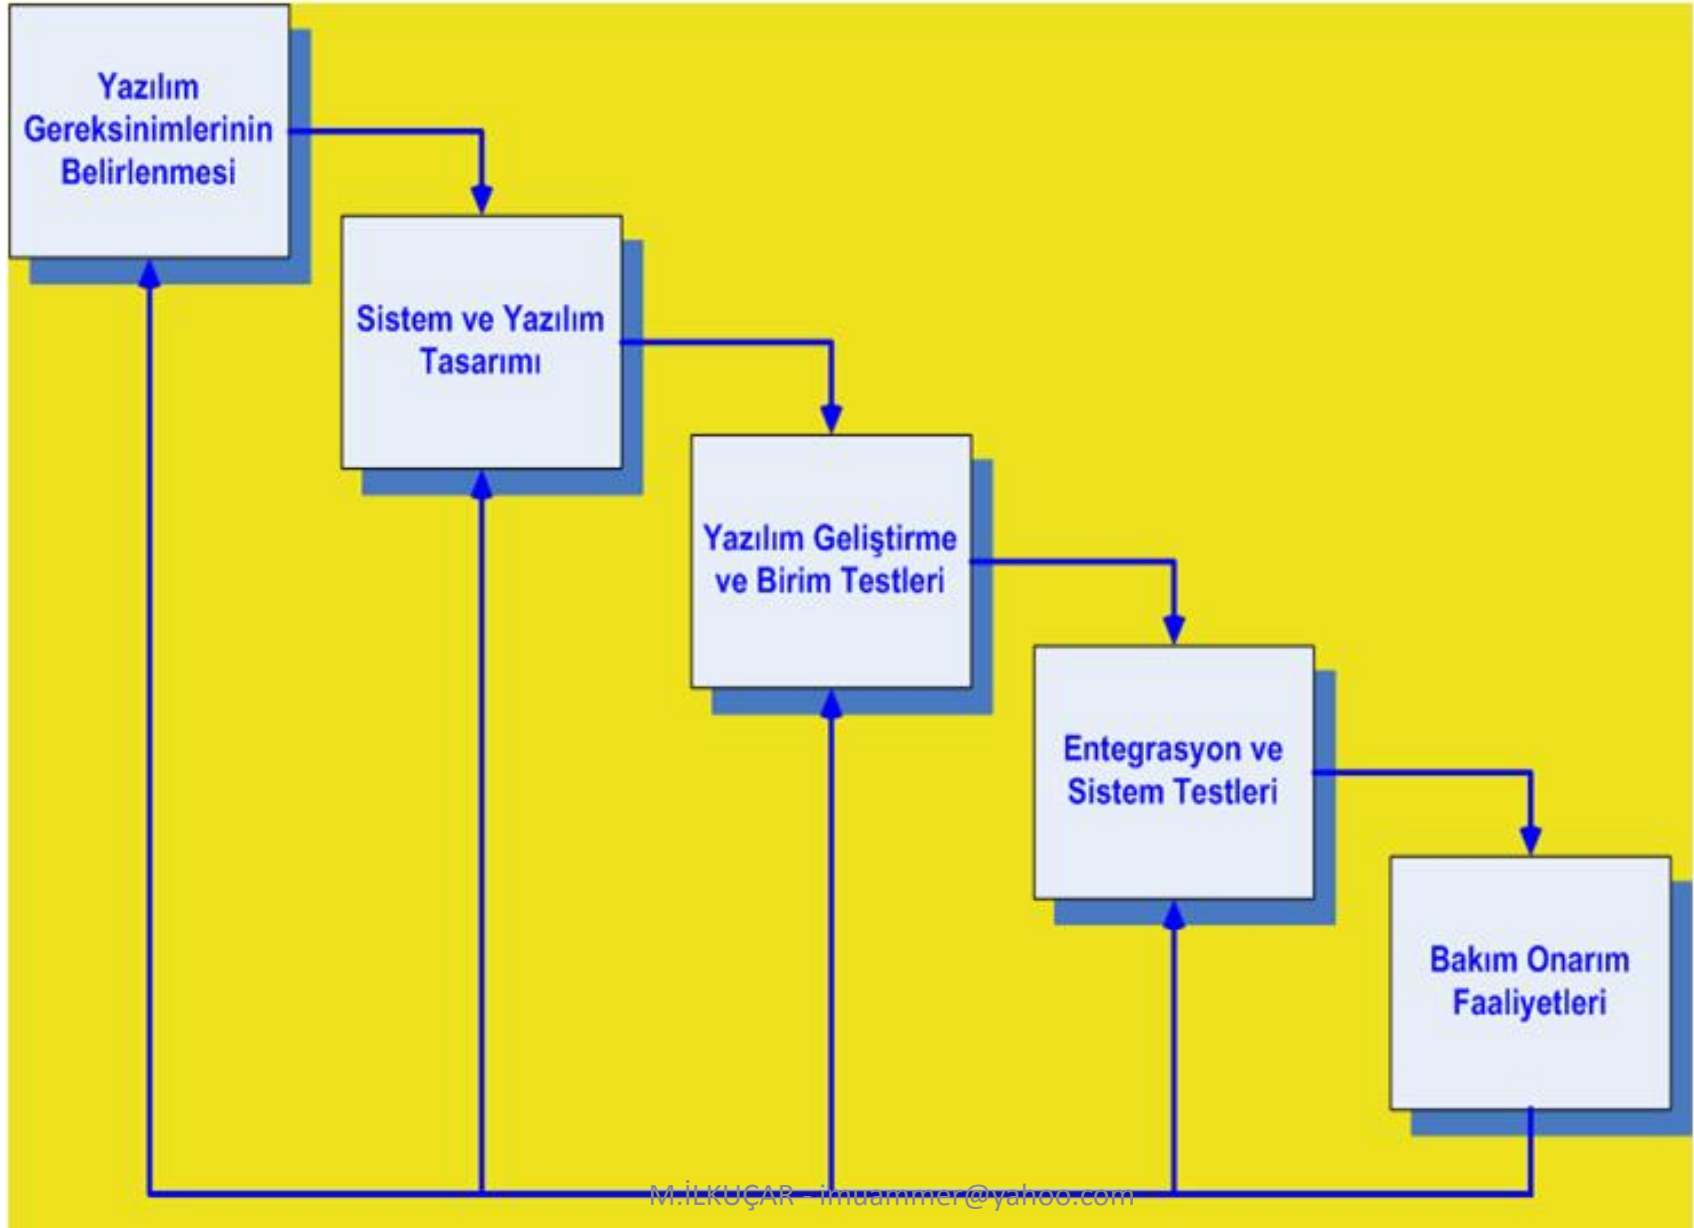 Yazılım
Gereksinimlerinin
Belirlenmesi
Sistem ve Yazılım
Tasarımı
Yazılım Geliştirme
ve Birim Testleri
Entegrasyon ve
Sistem Testleri
Bakım Onarım
Faaliyetleri
M.İLKUÇAR - imuammer@yahoo.com